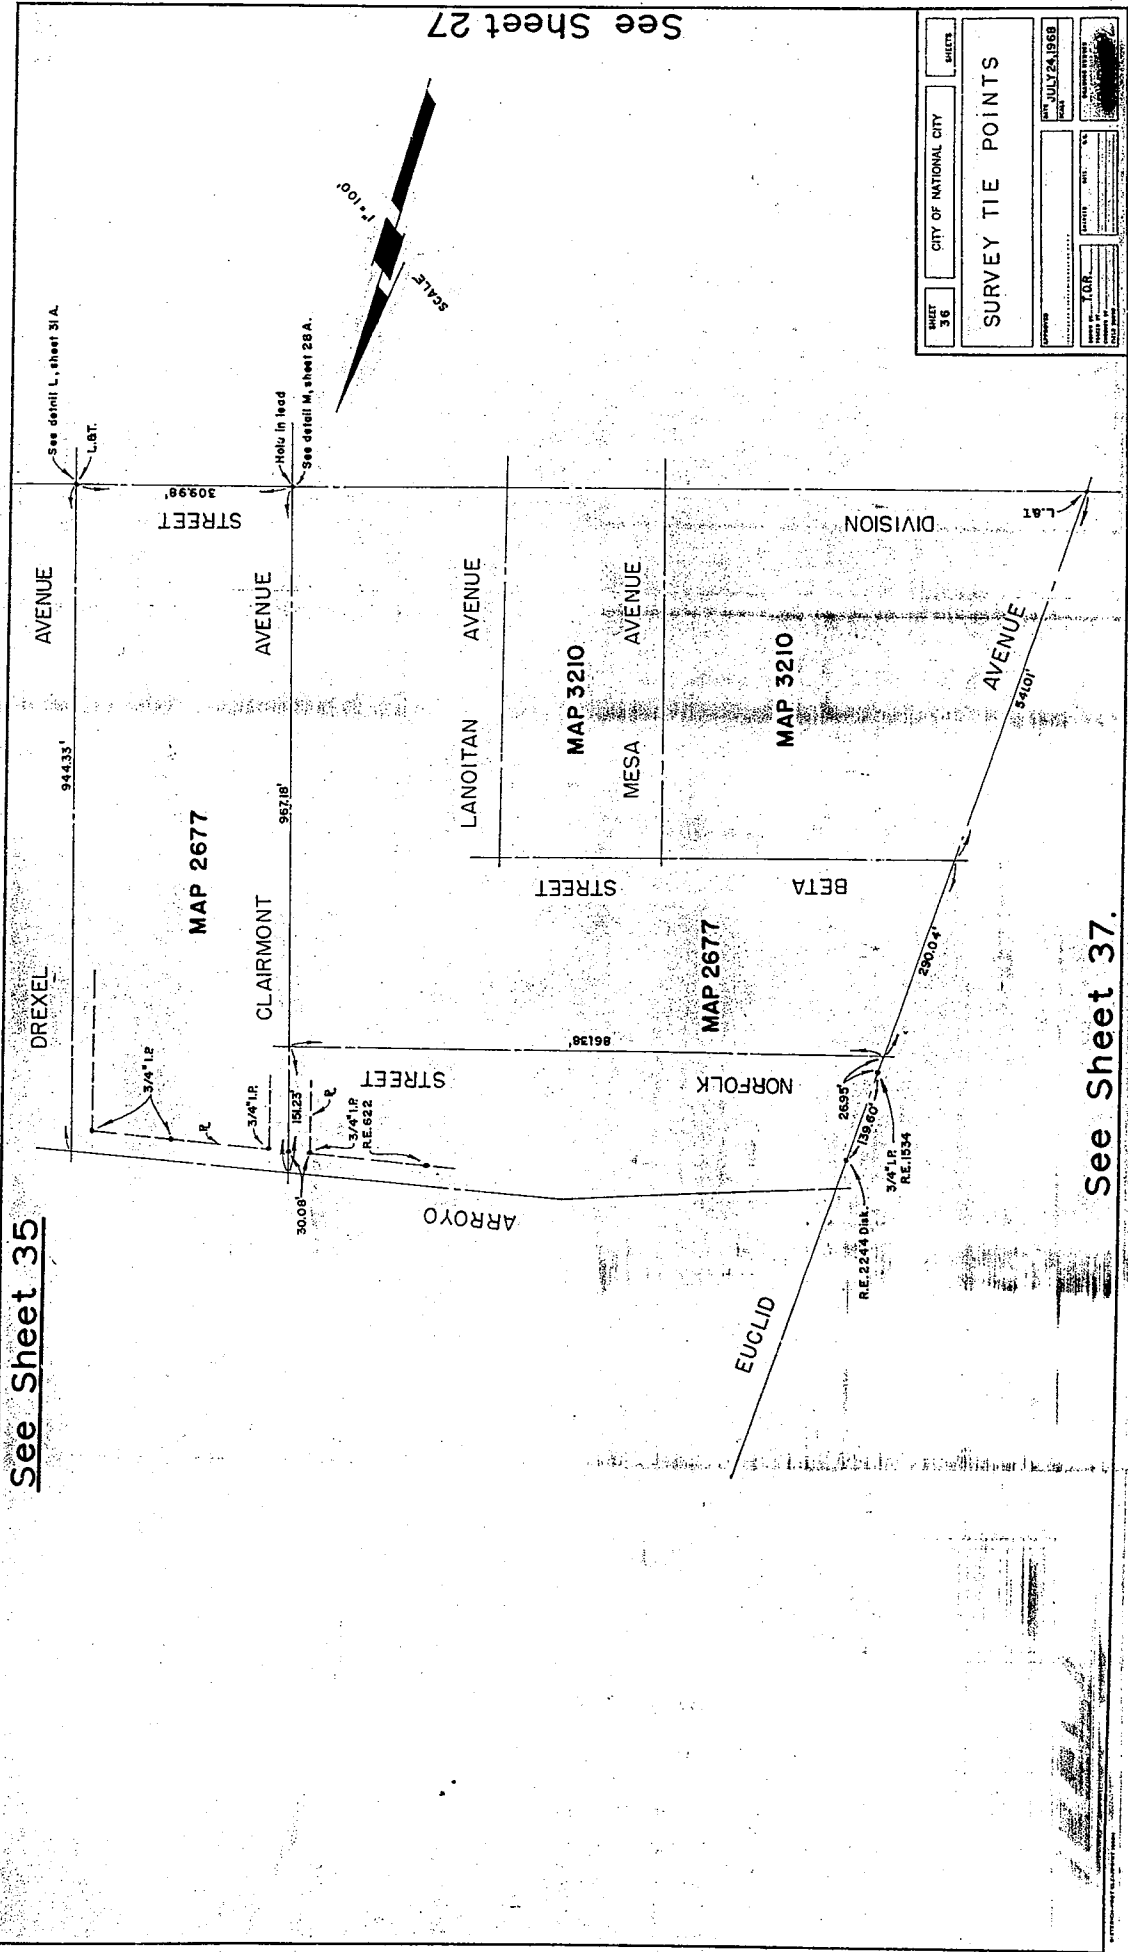 See Sheet 35
See Sheet 27
See Sheet 37.
SHEET
36
CITY OF NATIONAL CITY
SHEETS
SURVEY TIE POINTS
APPROVED
DATE JULY 24, 1968
SCALE
T.O.R.
SCALE
1"=100'
See detail L, sheet 31 A.
L.&T.
309.98'
STREET
Hole in lead
See detail M, sheet 28 A.
DIVISION
L.&T.
DREXEL
AVENUE
944.33'
MAP 2677
CLAIRMONT
AVENUE
967.18'
LANOITAN
AVENUE
MAP 3210
MESA
AVENUE
MAP 3210
AVENUE
541.01'
STREET
BETA
MAP 2677
290.04'
861.38'
STREET
NORFOLK
3/4" I.P.
3/4" I.P.
151.23'
3/4" I.P.
R.E. 622
30.08'
ARROYO
26.95'
139.60'
3/4" I.P.
R.E. 1534
R.E. 2244 Disk.
EUCLID